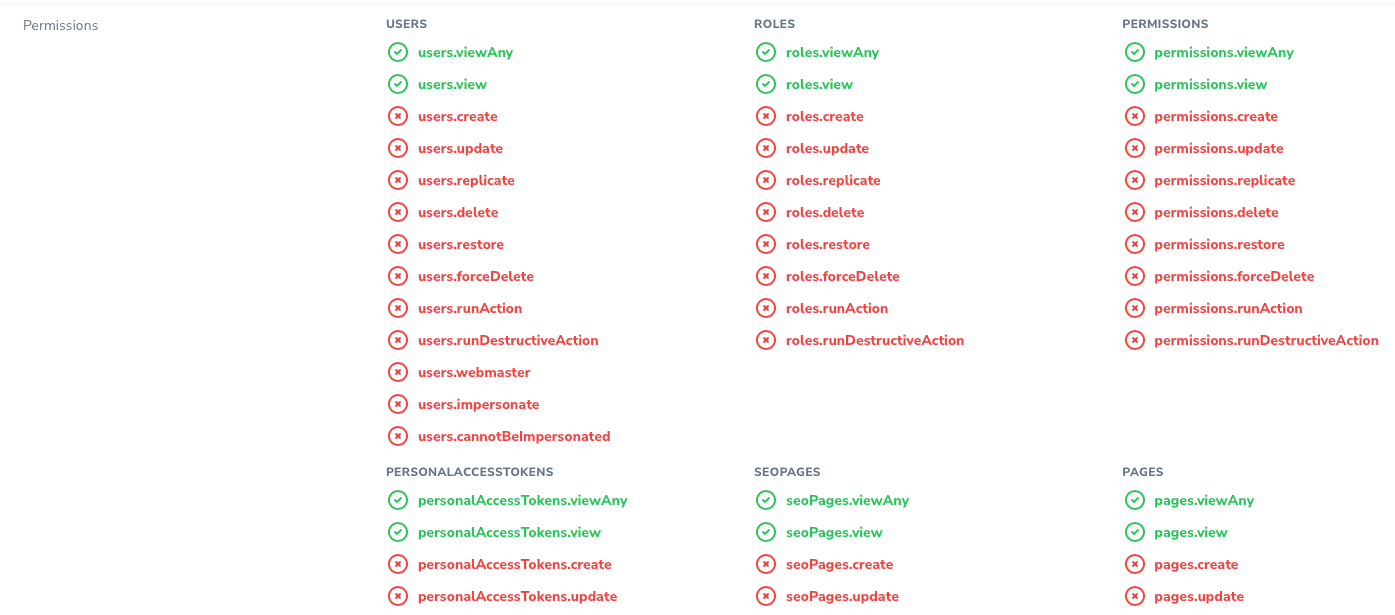 Permissions
USERS
users.viewAny
users.view
users.create
users.update
users.replicate
users.delete
users.restore
users.forceDelete
users.runAction
users.runDestructiveAction
users.webmaster
users.impersonate
users.cannotBeImpersonated
ROLES
roles.viewAny
roles.view
roles.create
roles.update
roles.replicate
roles.delete
roles.restore
roles.forceDelete
roles.runAction
roles.runDestructiveAction
PERMISSIONS
permissions.viewAny
permissions.view
permissions.create
permissions.update
permissions.replicate
permissions.delete
permissions.restore
permissions.forceDelete
permissions.runAction
permissions.runDestructiveAction
PERSONALACCESSTOKENS
personalAccessTokens.viewAny
personalAccessTokens.view
personalAccessTokens.create
personalAccessTokens.update
SEOPAGES
seoPages.viewAny
seoPages.view
seoPages.create
seoPages.update
PAGES
pages.viewAny
pages.view
pages.create
pages.update